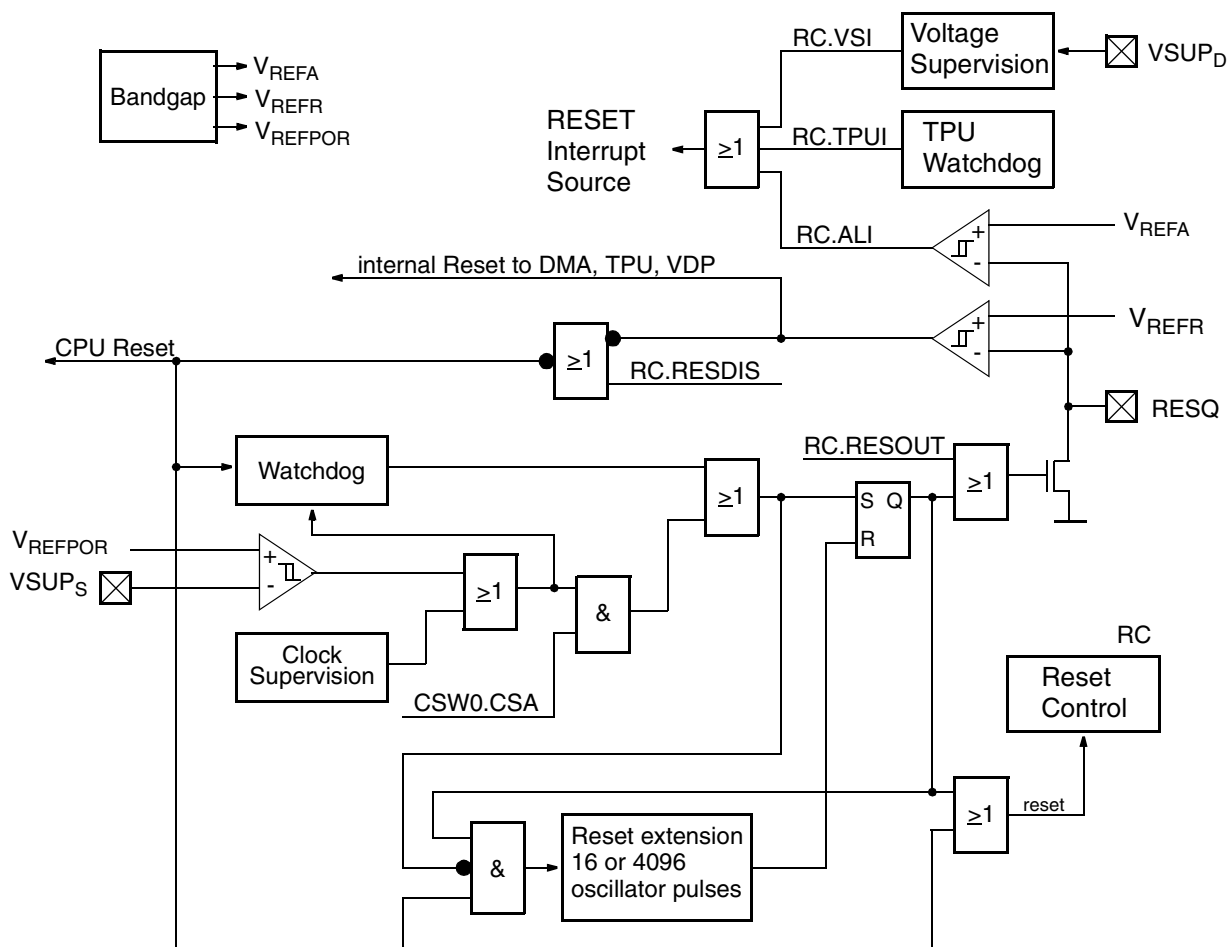 Bandgap
VREFA
VREFR
VREFPOR
RC.VSI
Voltage
Supervision
VSUPD
RESET
Interrupt
Source
≥1
RC.TPUI
TPU
Watchdog
RC.ALI
+
-
VREFA
internal Reset to DMA, TPU, VDP
+
-
VREFR
CPU Reset
≥1
RC.RESDIS
RESQ
Watchdog
≥1
RC.RESOUT
S Q
R
≥1
VREFPOR
VSUPS
+
-
≥1
&
Clock
Supervision
CSW0.CSA
RC
Reset
Control
&
Reset extension
16 or 4096
oscillator pulses
≥1
reset